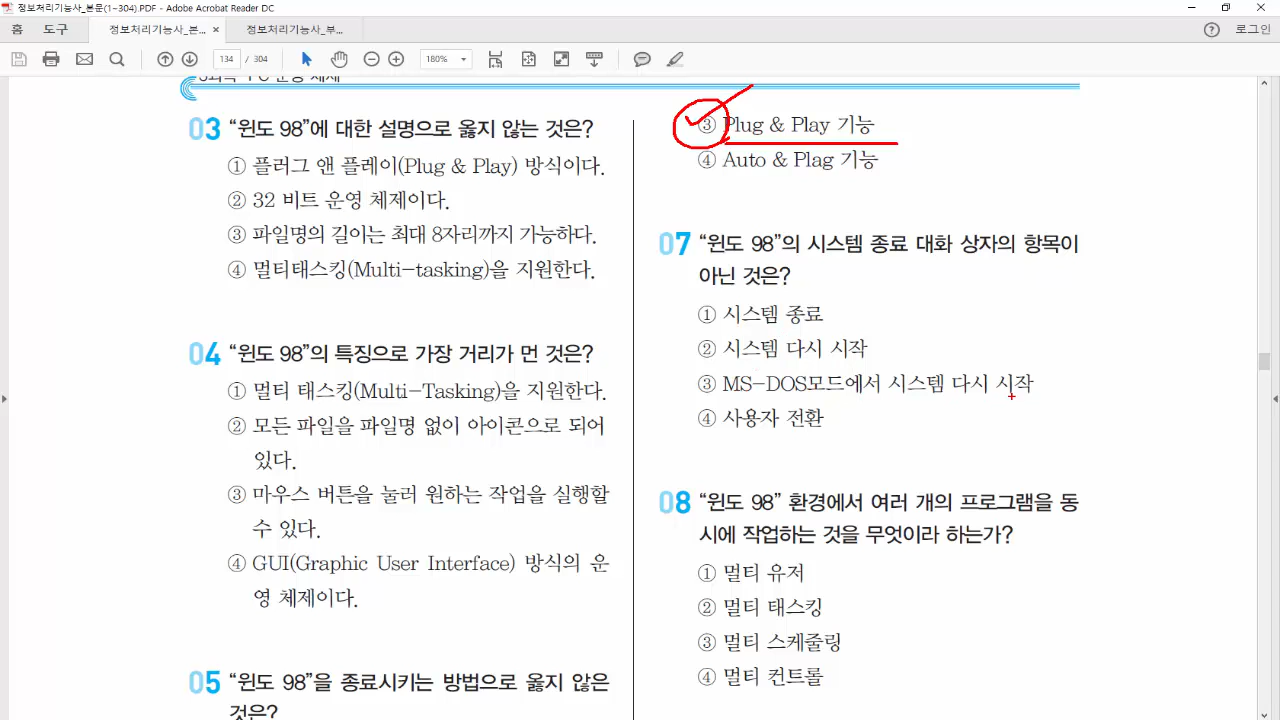 정보처리기능사_본문(1~304).PDF - Adobe Acrobat Reader DC
홈 도구 정보처리기능사_본... × 정보처리기능사_부... 로그인
134 / 304 180%
03 “윈도 98”에 대한 설명으로 옳지 않는 것은?
① 플러그 앤 플레이(Plug & Play) 방식이다.
② 32 비트 운영 체제이다.
③ 파일명의 길이는 최대 8자리까지 가능하다.
④ 멀티태스킹(Multi-tasking)을 지원한다.
04 “윈도 98”의 특징으로 가장 거리가 먼 것은?
① 멀티 태스킹(Multi-Tasking)을 지원한다.
② 모든 파일을 파일명 없이 아이콘으로 되어
있다.
③ 마우스 버튼을 눌러 원하는 작업을 실행할
수 있다.
④ GUI(Graphic User Interface) 방식의 운
영 체제이다.
05 “윈도 98”을 종료시키는 방법으로 옳지 않은
것은?
③ Plug & Play 기능
④ Auto & Plag 기능
07 “윈도 98”의 시스템 종료 대화 상자의 항목이
아닌 것은?
① 시스템 종료
② 시스템 다시 시작
③ MS-DOS모드에서 시스템 다시 시작
④ 사용자 전환
08 “윈도 98” 환경에서 여러 개의 프로그램을 동
시에 작업하는 것을 무엇이라 하는가?
① 멀티 유저
② 멀티 태스킹
③ 멀티 스케줄링
④ 멀티 컨트롤